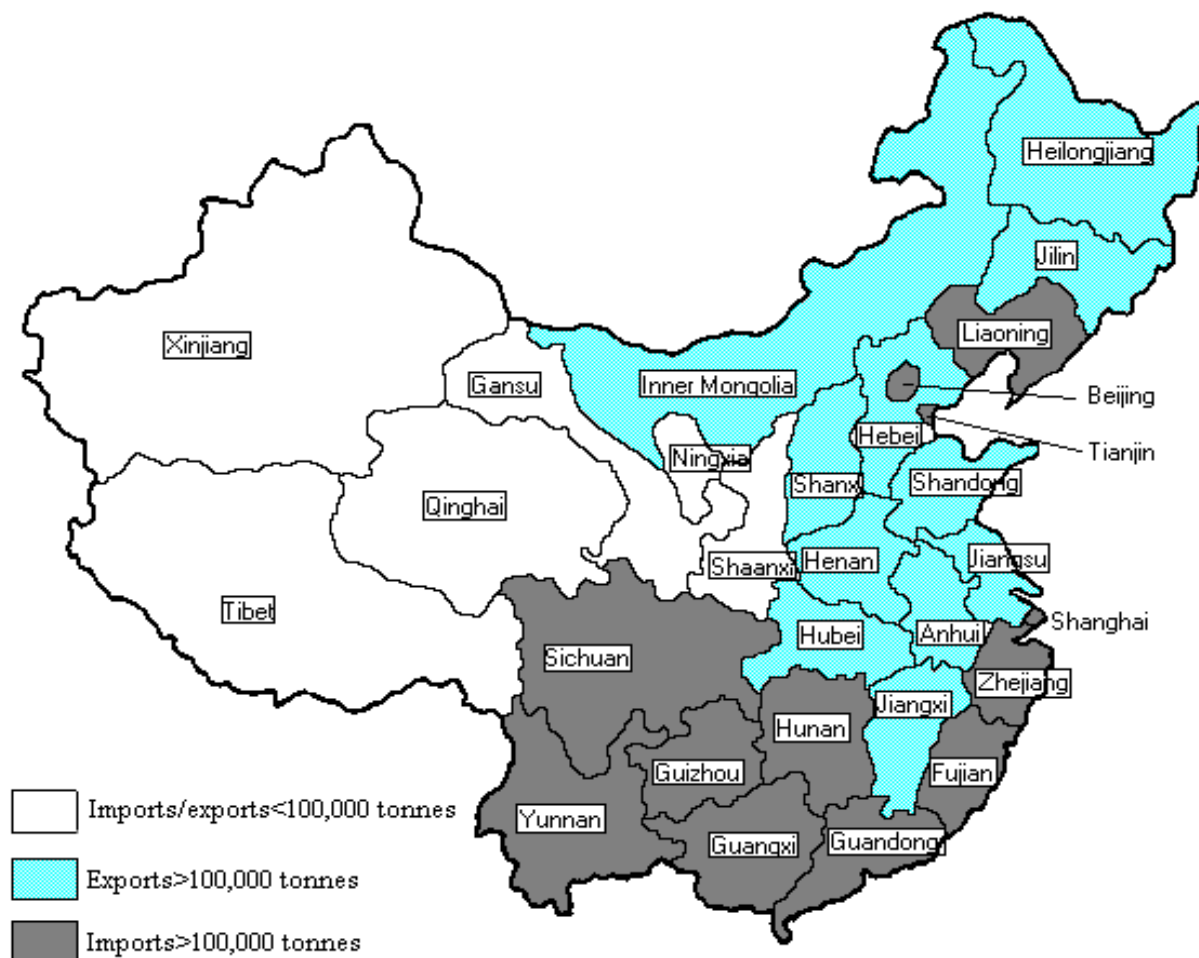 Heilongjiang
Jilin
Liaoning
Xinjiang
Gansu
Inner Mongolia
Beijing
Hebei
Tianjin
Ningxia
Shanxi
Shandong
Qinghai
Henan
Jiangsu
Shaanxi
Tibet
Shanghai
Hubei
Anhui
Sichuan
Zhejiang
Jiangxi
Hunan
Guizhou
Fujian
Yunnan
Guangxi
Guandong
Imports/exports<100,000 tonnes
Exports>100,000 tonnes
Imports>100,000 tonnes